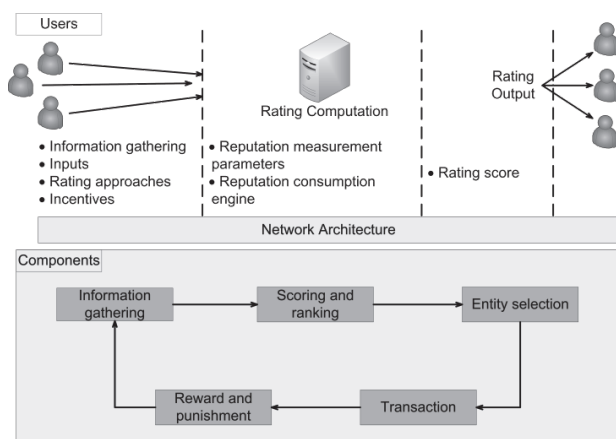 Users
Rating Computation
Rating
Output
• Information gathering
• Inputs
• Rating approaches
• Incentives
• Reputation measurement
parameters
• Reputation consumption
engine
• Rating score
Network Architecture
Components
Information
gathering
Scoring and
ranking
Entity selection
Reward and
punishment
Transaction